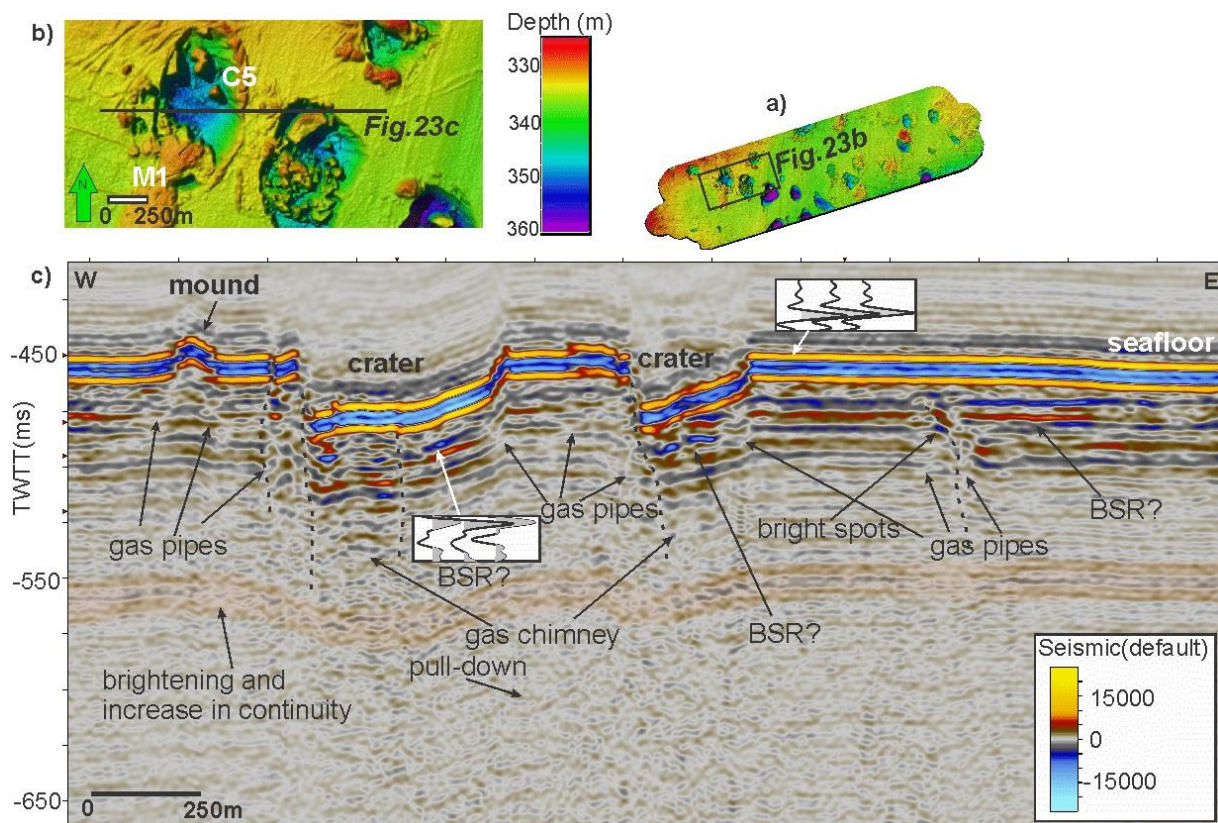 b)
C5
Fig.23c
M1
N
0 250m
Depth (m)
330
340
350
360
a)
Fig.23b
c)
W
E
mound
crater
crater
seafloor
-450
-550
-650
TWTT(ms)
gas pipes
gas pipes
bright spots
gas pipes
BSR?
BSR?
BSR?
gas chimney
pull-down
brightening and
increase in continuity
0 250m
Seismic(default)
15000
0
-15000